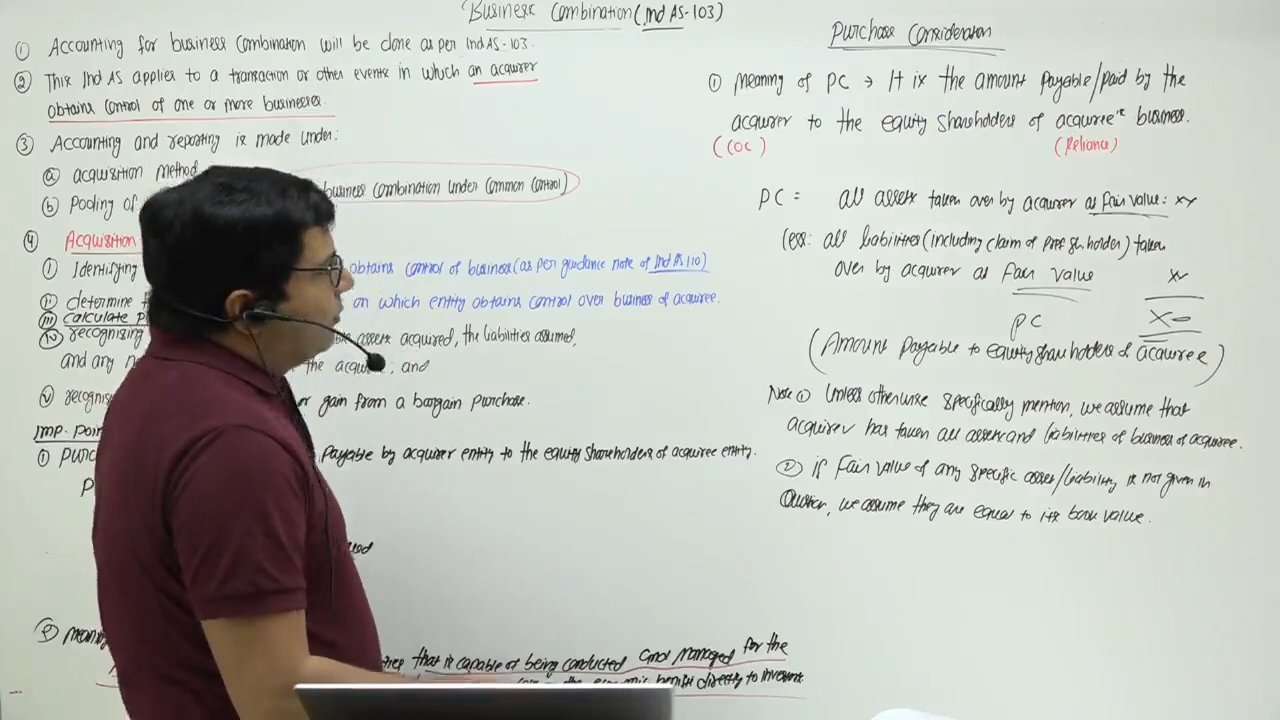 Business Combination (Ind AS-103)
① Accounting for business Combination will be done as per Ind AS-103.
② This Ind AS applies to a transaction or other events in which an acquirer
obtains control of one or more businesses.
③ Accounting and reporting is made under:
ⓐ acquisition method
ⓑ Pooling of business Combination under Common Control)
④ Acquisition
① Identifying obtains control of business (as per guidance note of Ind AS 110)
ⅱ determine on which entity obtains control over business of acquiree.
ⅲ calculate P
ⅳ recognising assets acquired, the liabilities assumed,
and any the acquiree; and
ⅴ recognis or gain from a bargain purchase.
Imp. Poin
① Purc Payable by acquirer entity to the equity shareholders of acquiree entity.
P
② meaning that is capable of being conducted and managed for the
benefit directly to investors
Purchase Consideration
① meaning of PC → It is the amount payable/paid by the
acquirer to the equity shareholders of acquiree's business.
(COC) (Reliance)
PC = all assets taken over by acquirer at fair value: xx
Less: all liabilities (including claim of pref sh. holder) taken
over by acquirer at fair value xx
PC
(Amount payable to equity shareholders of acquiree)
Note ① Unless otherwise specifically mention, we assume that
acquirer has taken all assets and liabilities of business of acquiree.
② if fair value of any specific asset/liability is not given in
Question, we assume they are equal to its book value.